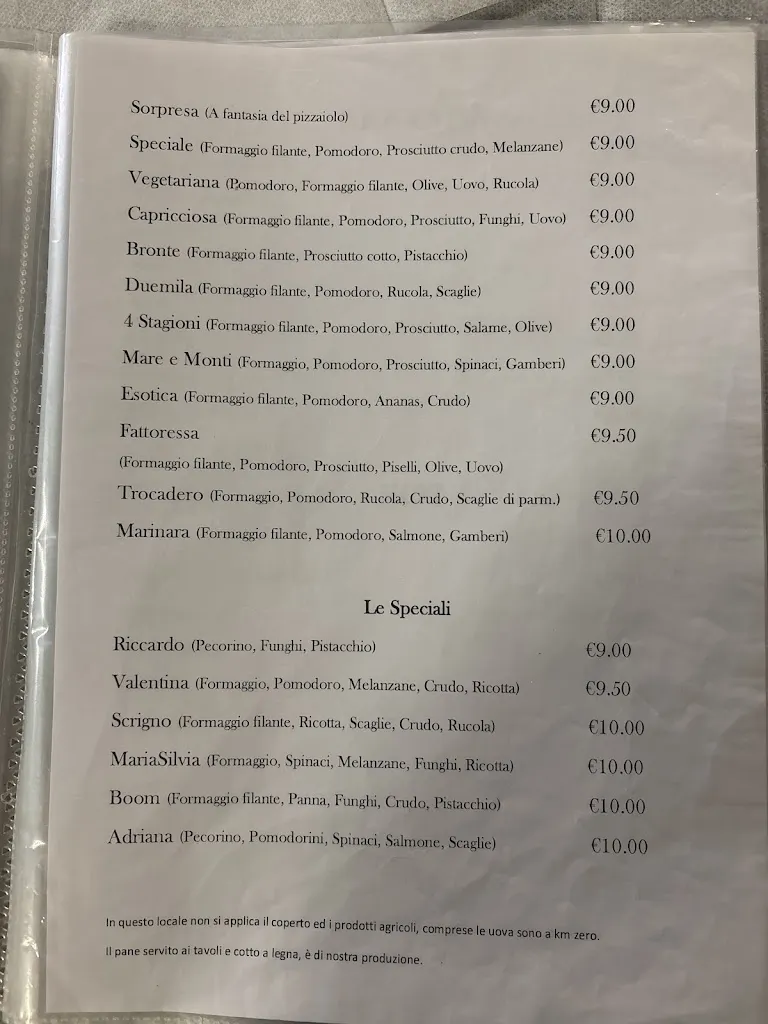 Sorpresa (A fantasia del pizzaiolo) €9.00
Speciale (Formaggio filante, Pomodoro, Prosciutto crudo, Melanzane) €9.00
Vegetariana (Pomodoro, Formaggio filante, Olive, Uovo, Rucola) €9.00
Capricciosa (Formaggio filante, Pomodoro, Prosciutto, Funghi, Uovo) €9.00
Bronte (Formaggio filante, Prosciutto cotto, Pistacchio) €9.00
Duemila (Formaggio filante, Pomodoro, Rucola, Scaglie) €9.00
4 Stagioni (Formaggio filante, Pomodoro, Prosciutto, Salame, Olive) €9.00
Mare e Monti (Formaggio, Pomodoro, Prosciutto, Spinaci, Gamberi) €9.00
Esotica (Formaggio filante, Pomodoro, Ananas, Crudo) €9.00
Fattoressa €9.50
(Formaggio filante, Pomodoro, Prosciutto, Piselli, Olive, Uovo)
Trocadero (Formaggio, Pomodoro, Rucola, Crudo, Scaglie di parm.) €9.50
Marinara (Formaggio filante, Pomodoro, Salmone, Gamberi) €10.00
Le Speciali
Riccardo (Pecorino, Funghi, Pistacchio) €9.00
Valentina (Formaggio, Pomodoro, Melanzane, Crudo, Ricotta) €9.50
Scrigno (Formaggio filante, Ricotta, Scaglie, Crudo, Rucola) €10.00
MariaSilvia (Formaggio, Spinaci, Melanzane, Funghi, Ricotta) €10.00
Boom (Formaggio filante, Panna, Funghi, Crudo, Pistacchio) €10.00
Adriana (Pecorino, Pomodorini, Spinaci, Salmone, Scaglie) €10.00
In questo locale non si applica il coperto ed i prodotti agricoli, comprese le uova sono a km zero.
Il pane servito ai tavoli e cotto a legna, è di nostra produzione.